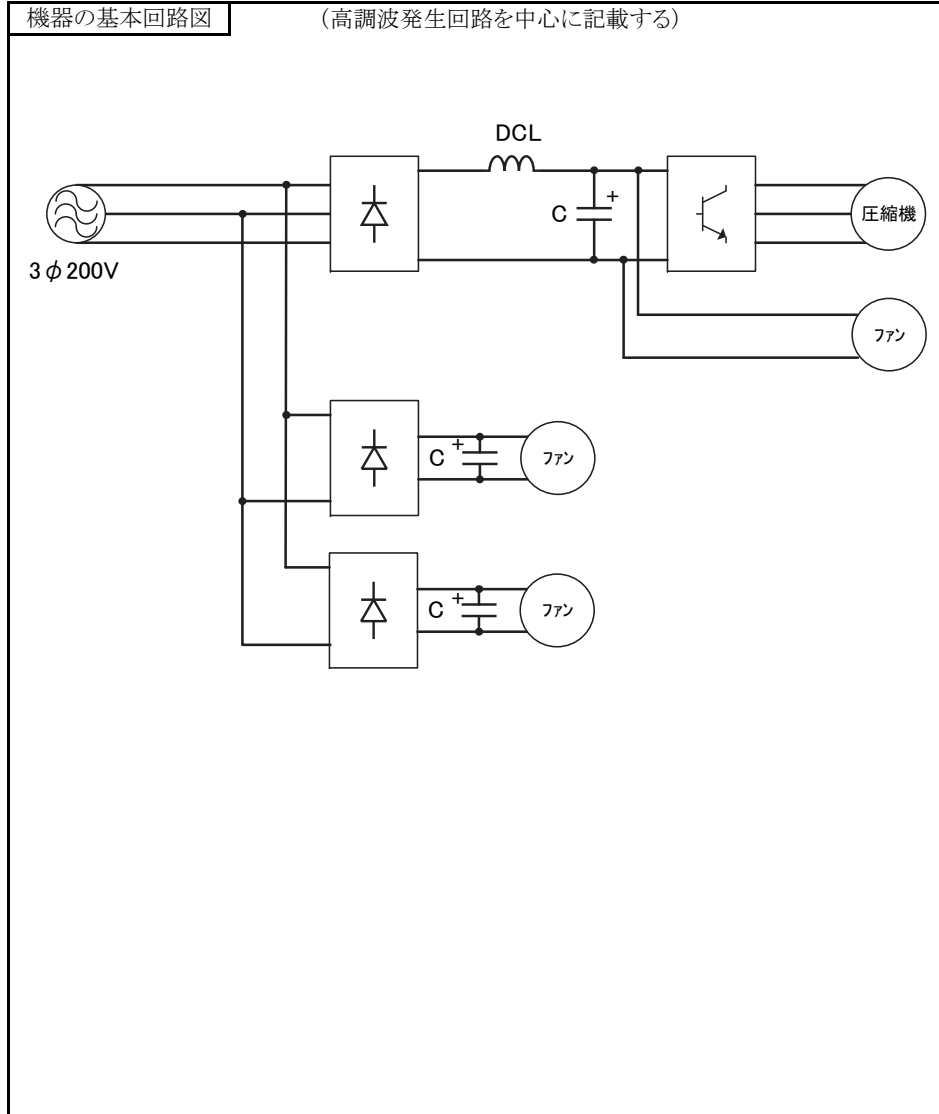 機器の基本回路図 (高調波発生回路を中心に記載する)
DCL
C +
圧縮機
3φ200V
ファン
C +
ファン
C +
ファン